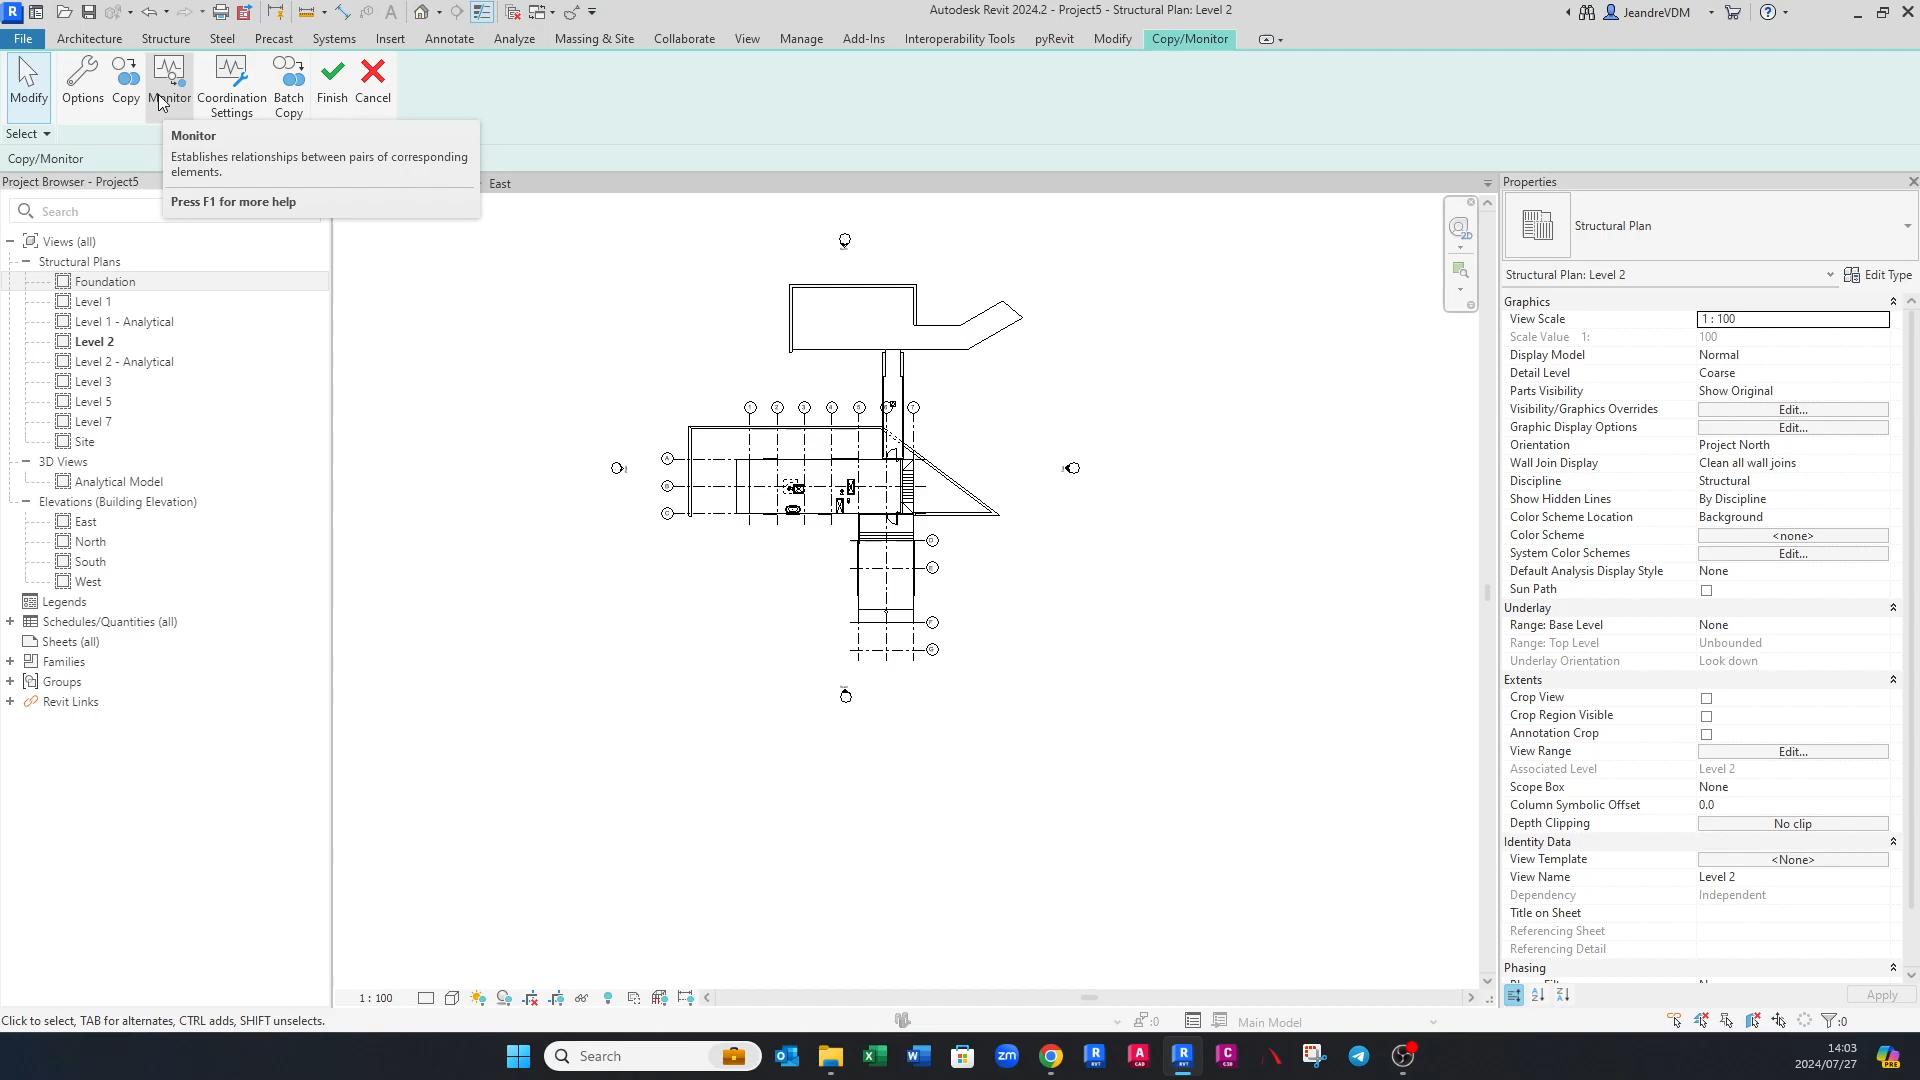 Autodesk Revit 2024.2 - Project5 - Structural Plan: Level 2
JeandreVDM
File Architecture Structure Steel Precast Systems Insert Annotate Analyze Massing & Site Collaborate View Manage Add-Ins Interoperability Tools pyRevit Modify Copy/Monitor
Modify Options Copy Monitor Coordination Settings Batch Copy Finish Cancel
Select
Copy/Monitor
Monitor
Establishes relationships between pairs of corresponding
elements.
Press F1 for more help
Project Browser - Project5
East
Search
Views (all)
Structural Plans
Foundation
Level 1
Level 1 - Analytical
Level 2
Level 2 - Analytical
Level 3
Level 5
Level 7
Site
3D Views
Analytical Model
Elevations (Building Elevation)
East
North
South
West
Legends
Schedules/Quantities (all)
Sheets (all)
Families
Groups
Revit Links
1 2 3 4 5 7
A
B
C
D
E
F
G
2D
Properties
Structural Plan
Structural Plan: Level 2 Edit Type
Graphics
View Scale 1 : 100
Scale Value 1: 100
Display Model Normal
Detail Level Coarse
Parts Visibility Show Original
Visibility/Graphics Overrides Edit...
Graphic Display Options Edit...
Orientation Project North
Wall Join Display Clean all wall joins
Discipline Structural
Show Hidden Lines By Discipline
Color Scheme Location Background
Color Scheme <none>
System Color Schemes Edit...
Default Analysis Display Style None
Sun Path
Underlay
Range: Base Level None
Range: Top Level Unbounded
Underlay Orientation Look down
Extents
Crop View
Crop Region Visible
Annotation Crop
View Range Edit...
Associated Level Level 2
Scope Box None
Column Symbolic Offset 0.0
Depth Clipping No clip
Identity Data
View Template <None>
View Name Level 2
Dependency Independent
Title on Sheet
Referencing Sheet
Referencing Detail
Phasing
Apply
1 : 100
Click to select, TAB for alternates, CTRL adds, SHIFT unselects.
:0
Main Model
:0
Search
14:03
2024/07/27